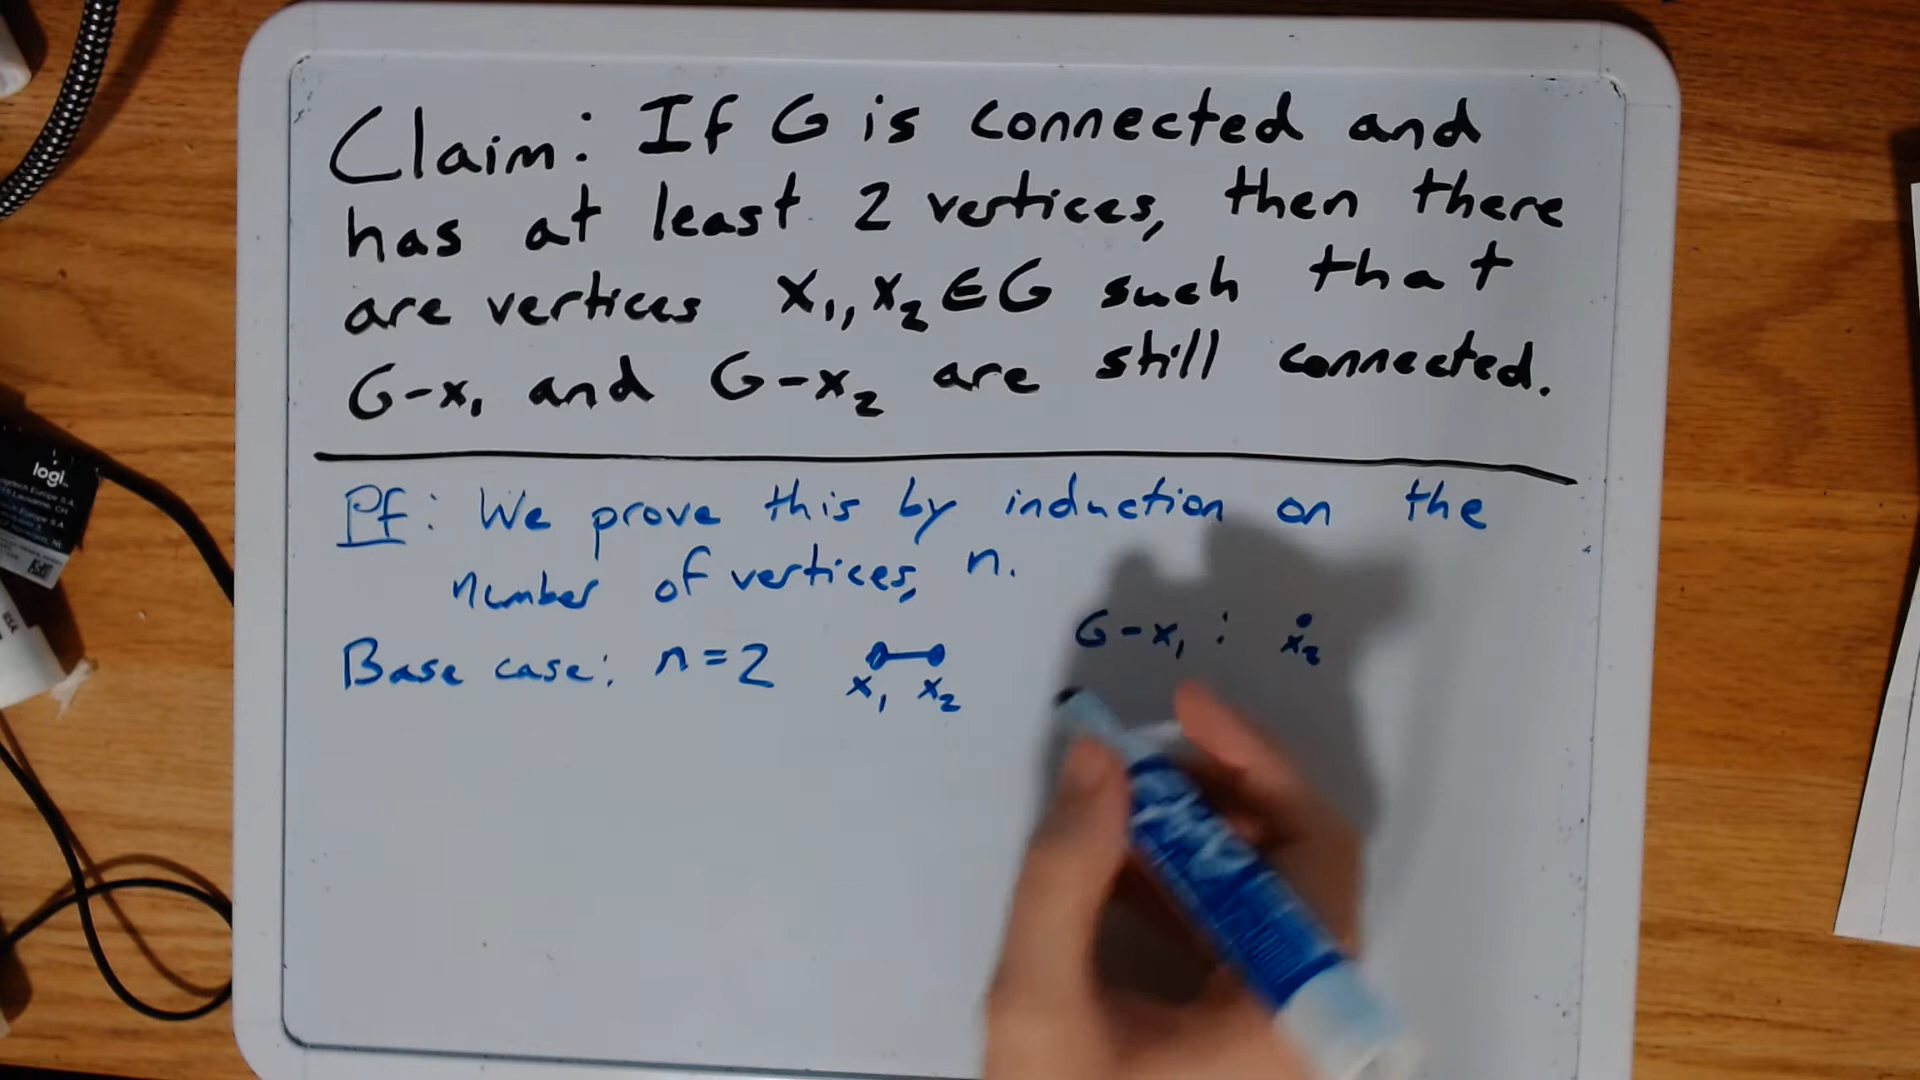 Claim: If G is connected and
has at least 2 vertices, then there
are vertices x₁, x₂ ∈ G such that
G-x₁ and G-x₂ are still connected.
Pf: We prove this by induction on the
number of vertices, n.
G-x₁ : x₂
Base case: n=2 x₁ x₂
logi